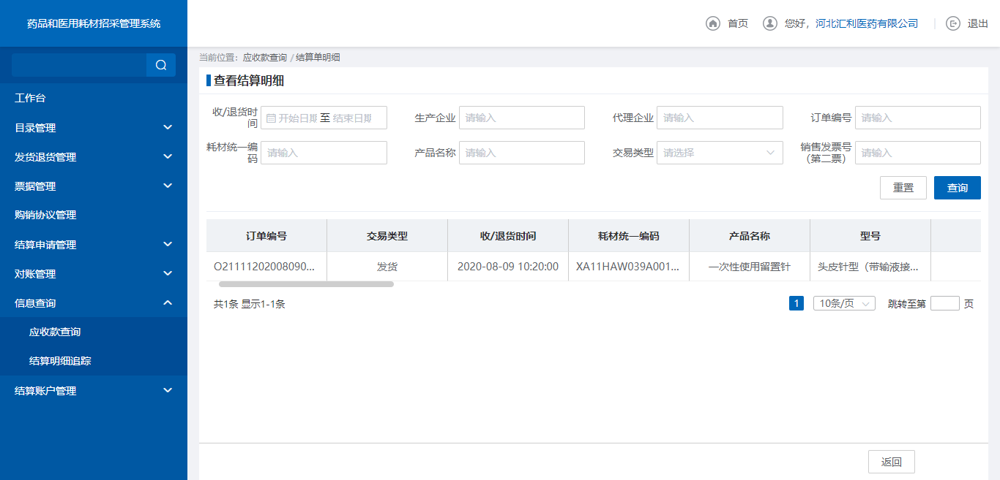 药品和医用耗材招采管理系统
首页
您好，河北汇利医药有限公司
退出
当前位置：应收款查询 / 结算单明细
工作台
目录管理
发货退货管理
票据管理
购销协议管理
结算申请管理
对账管理
信息查询
应收款查询
结算明细追踪
结算账户管理
查看结算明细
收/退货时间 开始日期 至 结束日期
生产企业 请输入
代理企业 请输入
订单编号 请输入
耗材统一编码 请输入
产品名称 请输入
交易类型 请选择
销售发票号（第二票） 请输入
重置 查询
订单编号 交易类型 收/退货时间 耗材统一编码 产品名称 型号
O21111202008090... 发货 2020-08-09 10:20:00 XA11HAW039A001... 一次性使用留置针 头皮针型（带输液接...
共1条 显示1-1条
1 10条/页 跳转至第 页
返回